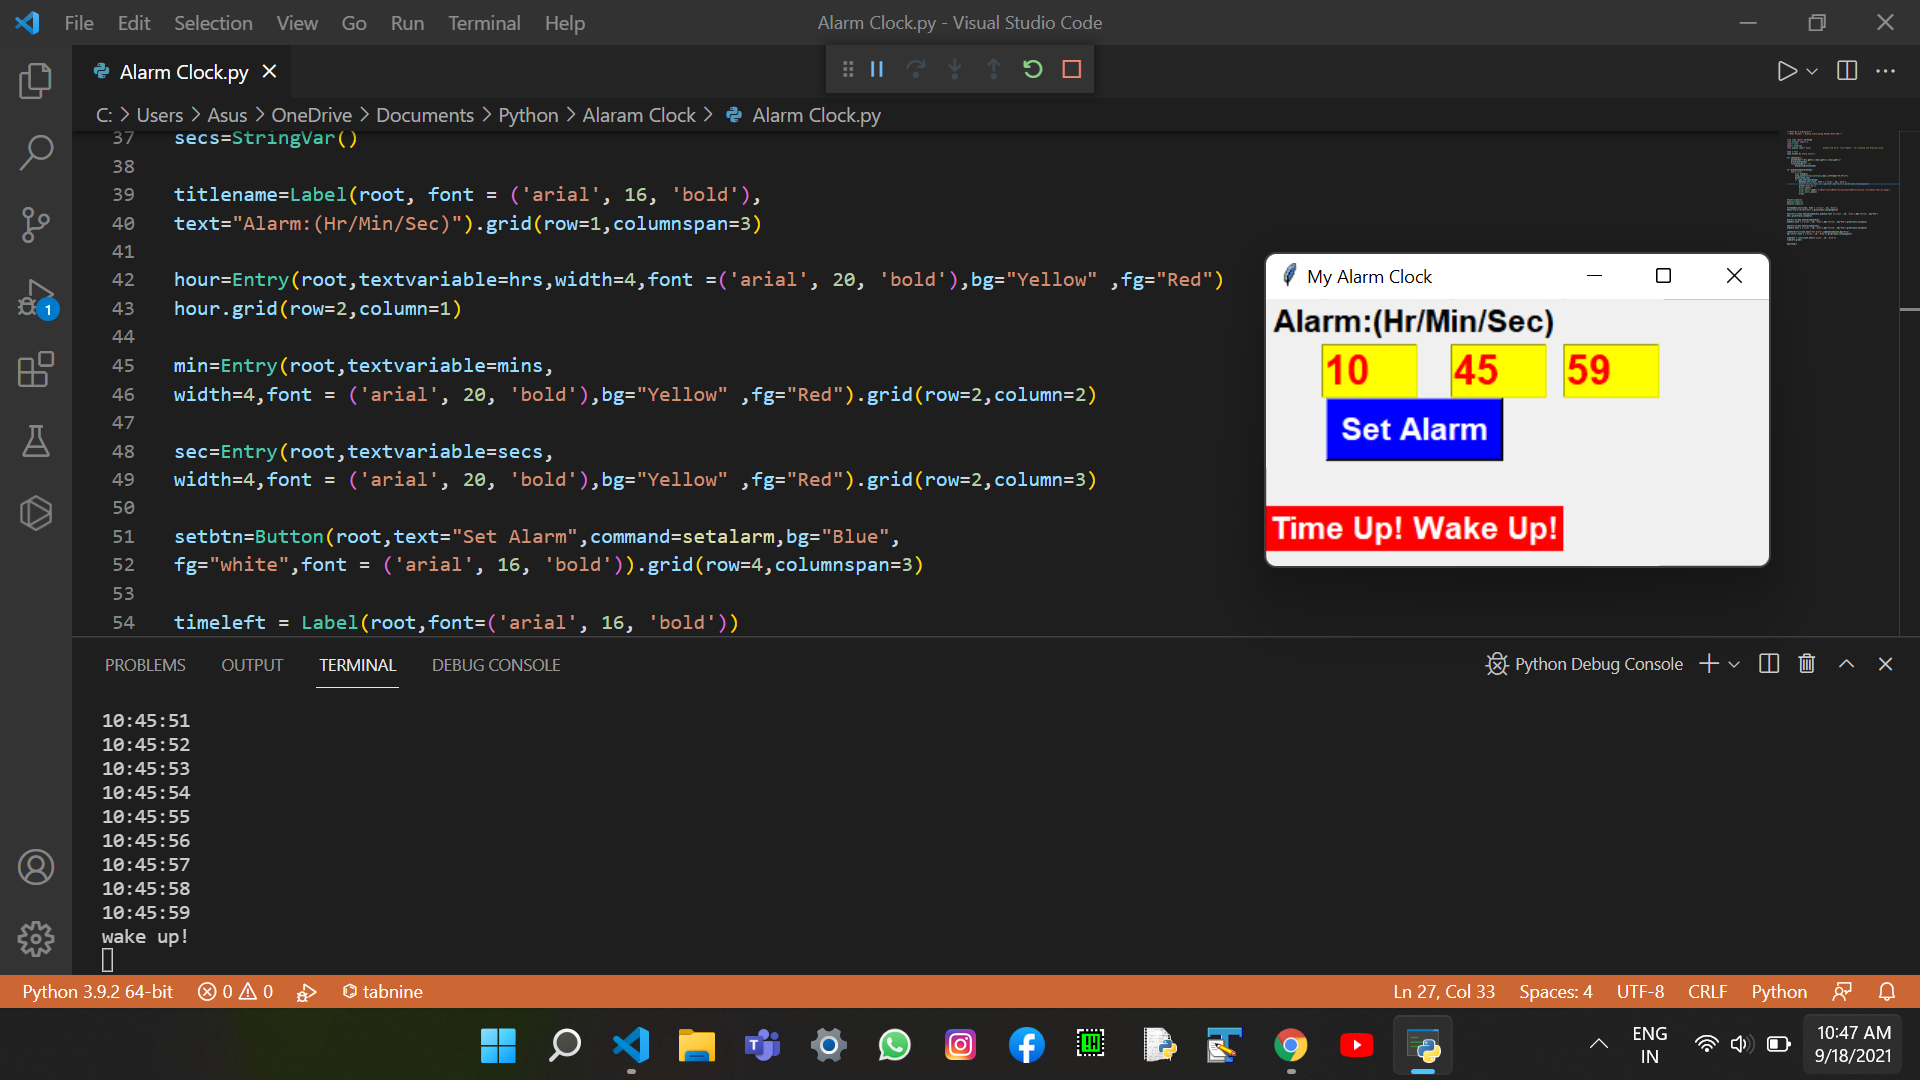 File Edit Selection View Go Run Terminal Help
Alarm Clock.py - Visual Studio Code
Alarm Clock.py
C: > Users > Asus > OneDrive > Documents > Python > Alaram Clock > Alarm Clock.py
37 secs=StringVar()
38
39 titlename=Label(root, font = ('arial', 16, 'bold'),
40 text="Alarm:(Hr/Min/Sec)").grid(row=1,columnspan=3)
41
42 hour=Entry(root,textvariable=hrs,width=4,font =('arial', 20, 'bold'),bg="Yellow" ,fg="Red")
43 hour.grid(row=2,column=1)
44
45 min=Entry(root,textvariable=mins,
46 width=4,font = ('arial', 20, 'bold'),bg="Yellow" ,fg="Red").grid(row=2,column=2)
47
48 sec=Entry(root,textvariable=secs,
49 width=4,font = ('arial', 20, 'bold'),bg="Yellow" ,fg="Red").grid(row=2,column=3)
50
51 setbtn=Button(root,text="Set Alarm",command=setalarm,bg="Blue",
52 fg="white",font = ('arial', 16, 'bold')).grid(row=4,columnspan=3)
53
54 timeleft = Label(root,font=('arial', 16, 'bold'))
1
My Alarm Clock
Alarm:(Hr/Min/Sec)
10 45 59
Set Alarm
Time Up! Wake Up!
PROBLEMS OUTPUT TERMINAL DEBUG CONSOLE
Python Debug Console
10:45:51
10:45:52
10:45:53
10:45:54
10:45:55
10:45:56
10:45:57
10:45:58
10:45:59
wake up!
Python 3.9.2 64-bit 0 0 tabnine
Ln 27, Col 33 Spaces: 4 UTF-8 CRLF Python
ENG
IN
10:47 AM
9/18/2021